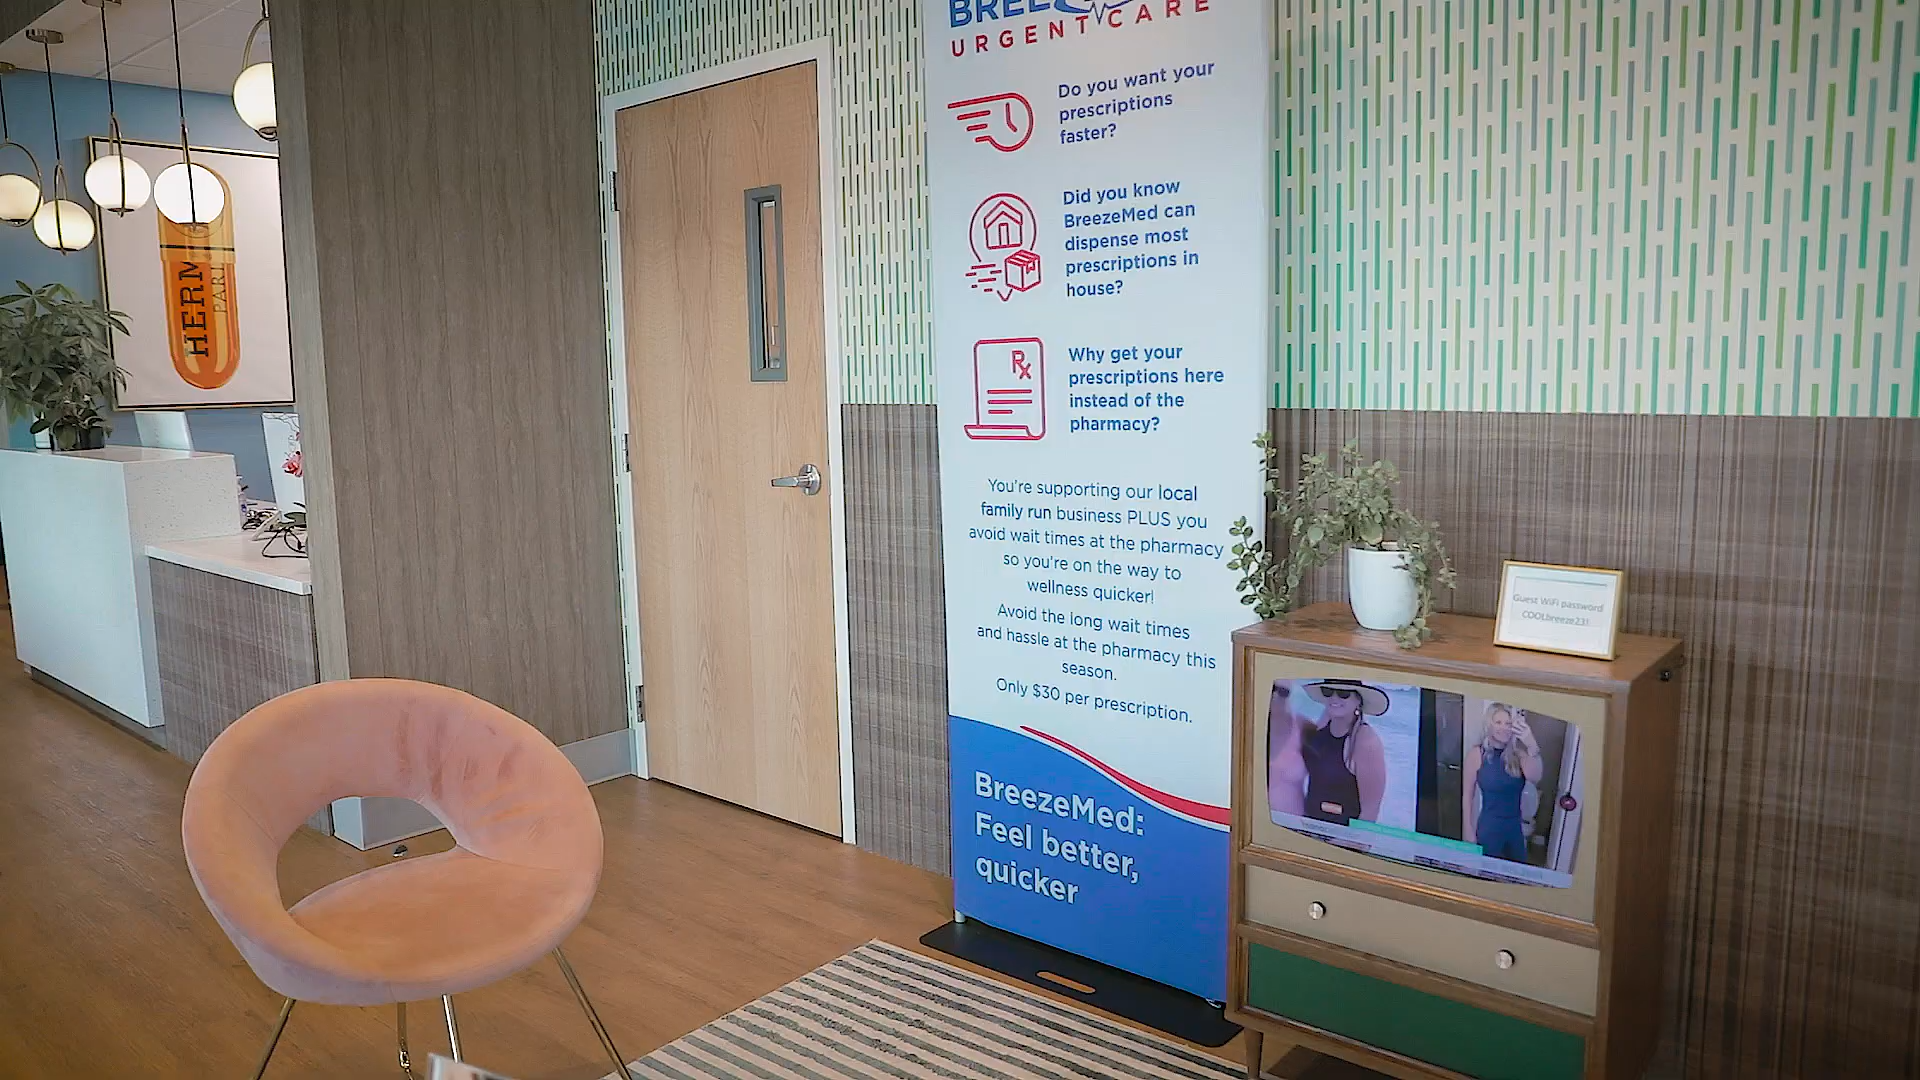 URGENT CARE
Do you want your
prescriptions
faster?
Did you know
BreezeMed can
dispense most
prescriptions in
house?
Rx
Why get your
prescriptions here
instead of the
pharmacy?
You're supporting our local
family run business PLUS you
avoid wait times at the pharmacy
so you're on the way to
wellness quicker!
Avoid the long wait times
and hassle at the pharmacy this
season.
Only $30 per prescription.
BreezeMed:
Feel better,
quicker
HERM
PARI
Guest WiFi password
COOLbreeze23!